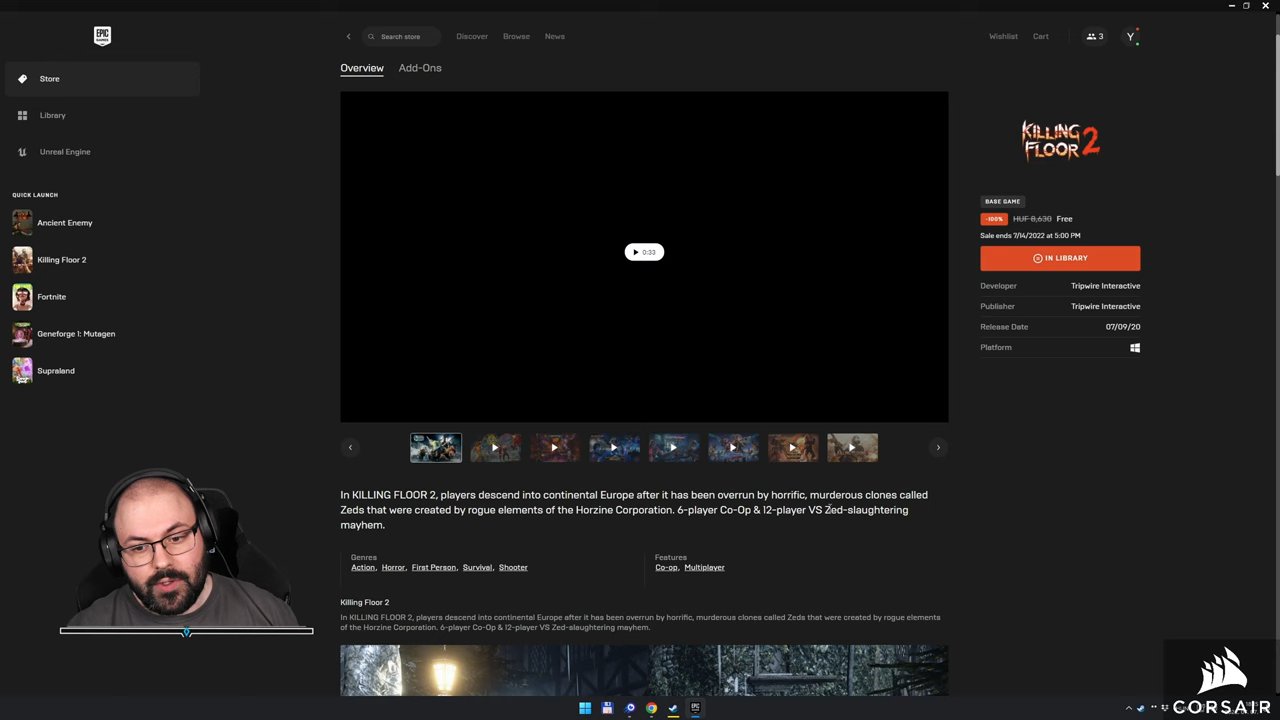 EPIC
GAMES
Search store
Discover
Browse
News
Wishlist
Cart
3
Y
Store
Library
Unreal Engine
QUICK LAUNCH
Ancient Enemy
Killing Floor 2
Fortnite
Geneforge 1: Mutagen
Supraland
Overview
Add-Ons
0:33
KILLING
FLOOR 2
BASE GAME
-100% HUF 8,630 Free
Sale ends 7/14/2022 at 5:00 PM
IN LIBRARY
Developer Tripwire Interactive
Publisher Tripwire Interactive
Release Date 07/09/20
Platform
In KILLING FLOOR 2, players descend into continental Europe after it has been overrun by horrific, murderous clones called
Zeds that were created by rogue elements of the Horzine Corporation. 6-player Co-Op & 12-player VS Zed-slaughtering
mayhem.
Genres
Action, Horror, First Person, Survival, Shooter
Features
Co-op, Multiplayer
Killing Floor 2
In KILLING FLOOR 2, players descend into continental Europe after it has been overrun by horrific, murderous clones called Zeds that were created by rogue elements
of the Horzine Corporation. 6-player Co-Op & 12-player VS Zed-slaughtering mayhem.
CORSAIR